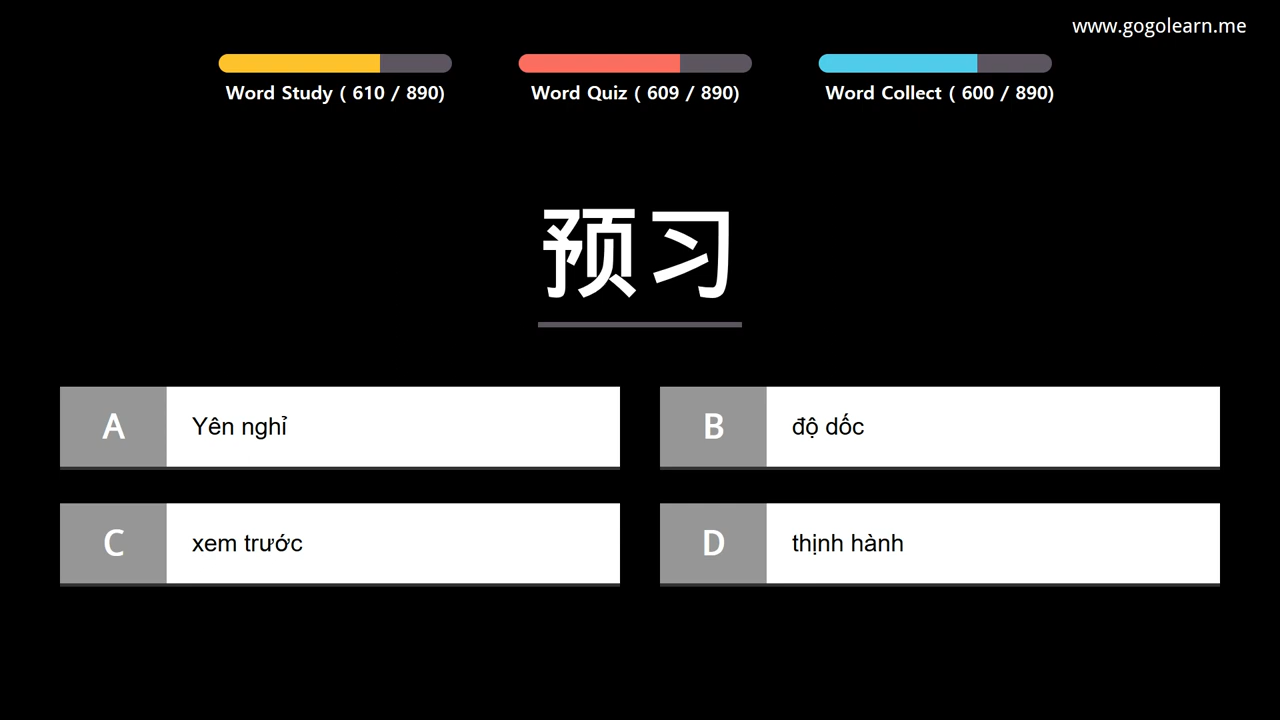 www.gogolearn.me
Word Study ( 610 / 890)
Word Quiz ( 609 / 890)
Word Collect ( 600 / 890)
预习
A Yên nghỉ
B độ dốc
C xem trước
D thịnh hành